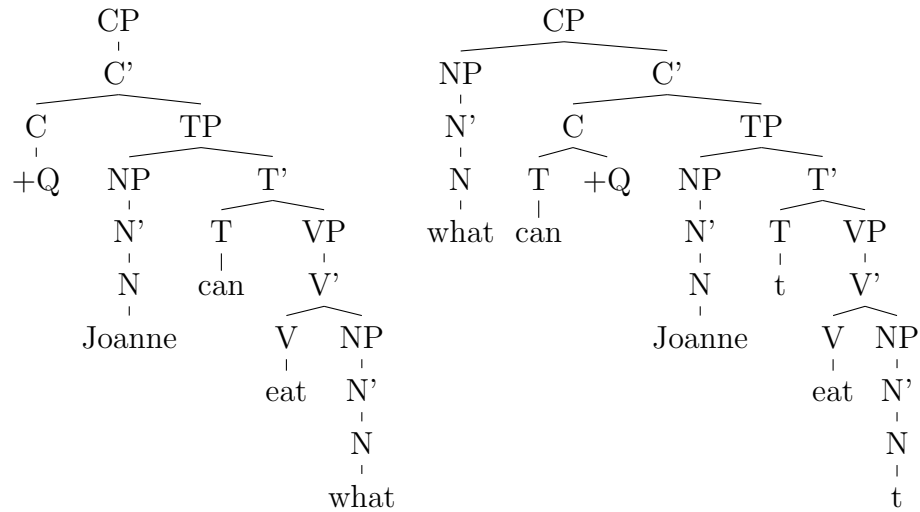 CP CP
C' NP C'
C TP N' C TP
+Q NP T' N T +Q NP T'
N' T VP what can N' T VP
N can V' N t V'
Joanne V NP Joanne V NP
eat N' eat N'
N N
what t